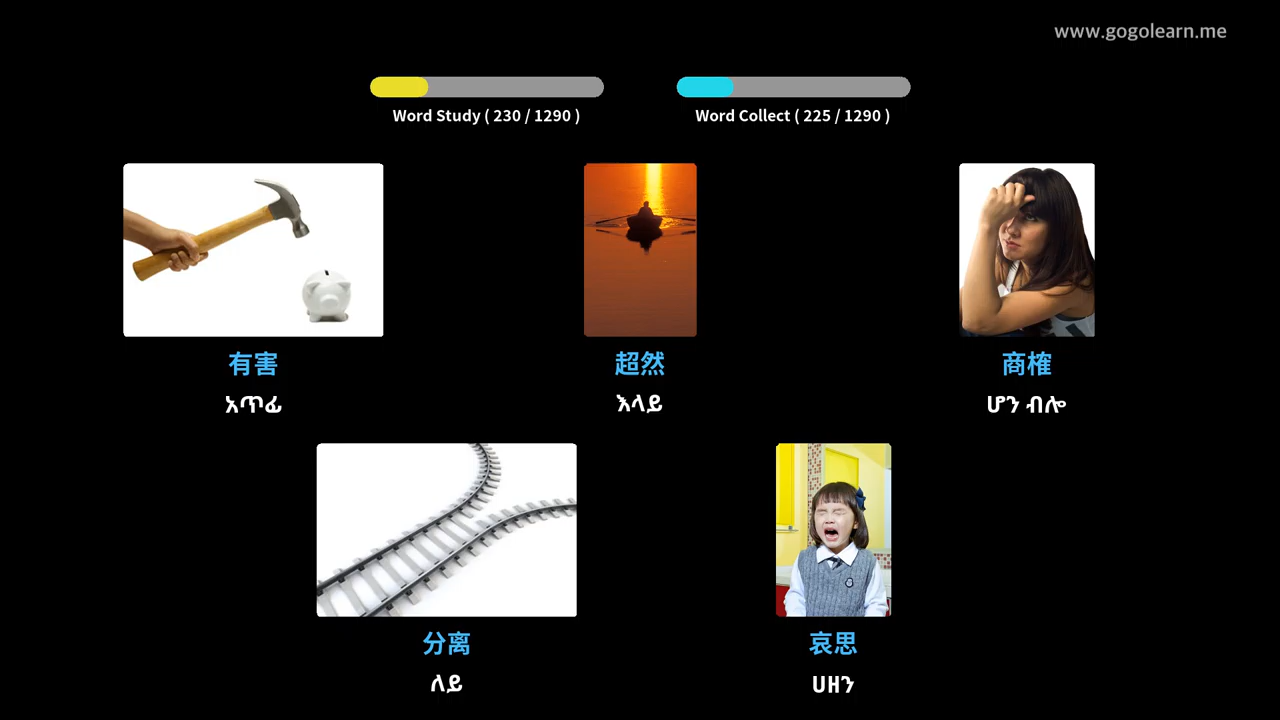 www.gogolearn.me
Word Study ( 230 / 1290 )
Word Collect ( 225 / 1290 )
有害
超然
商榷
አጥፊ
እላይ
ሆን ብሎ
分离
哀思
ለይ
ሀዘን